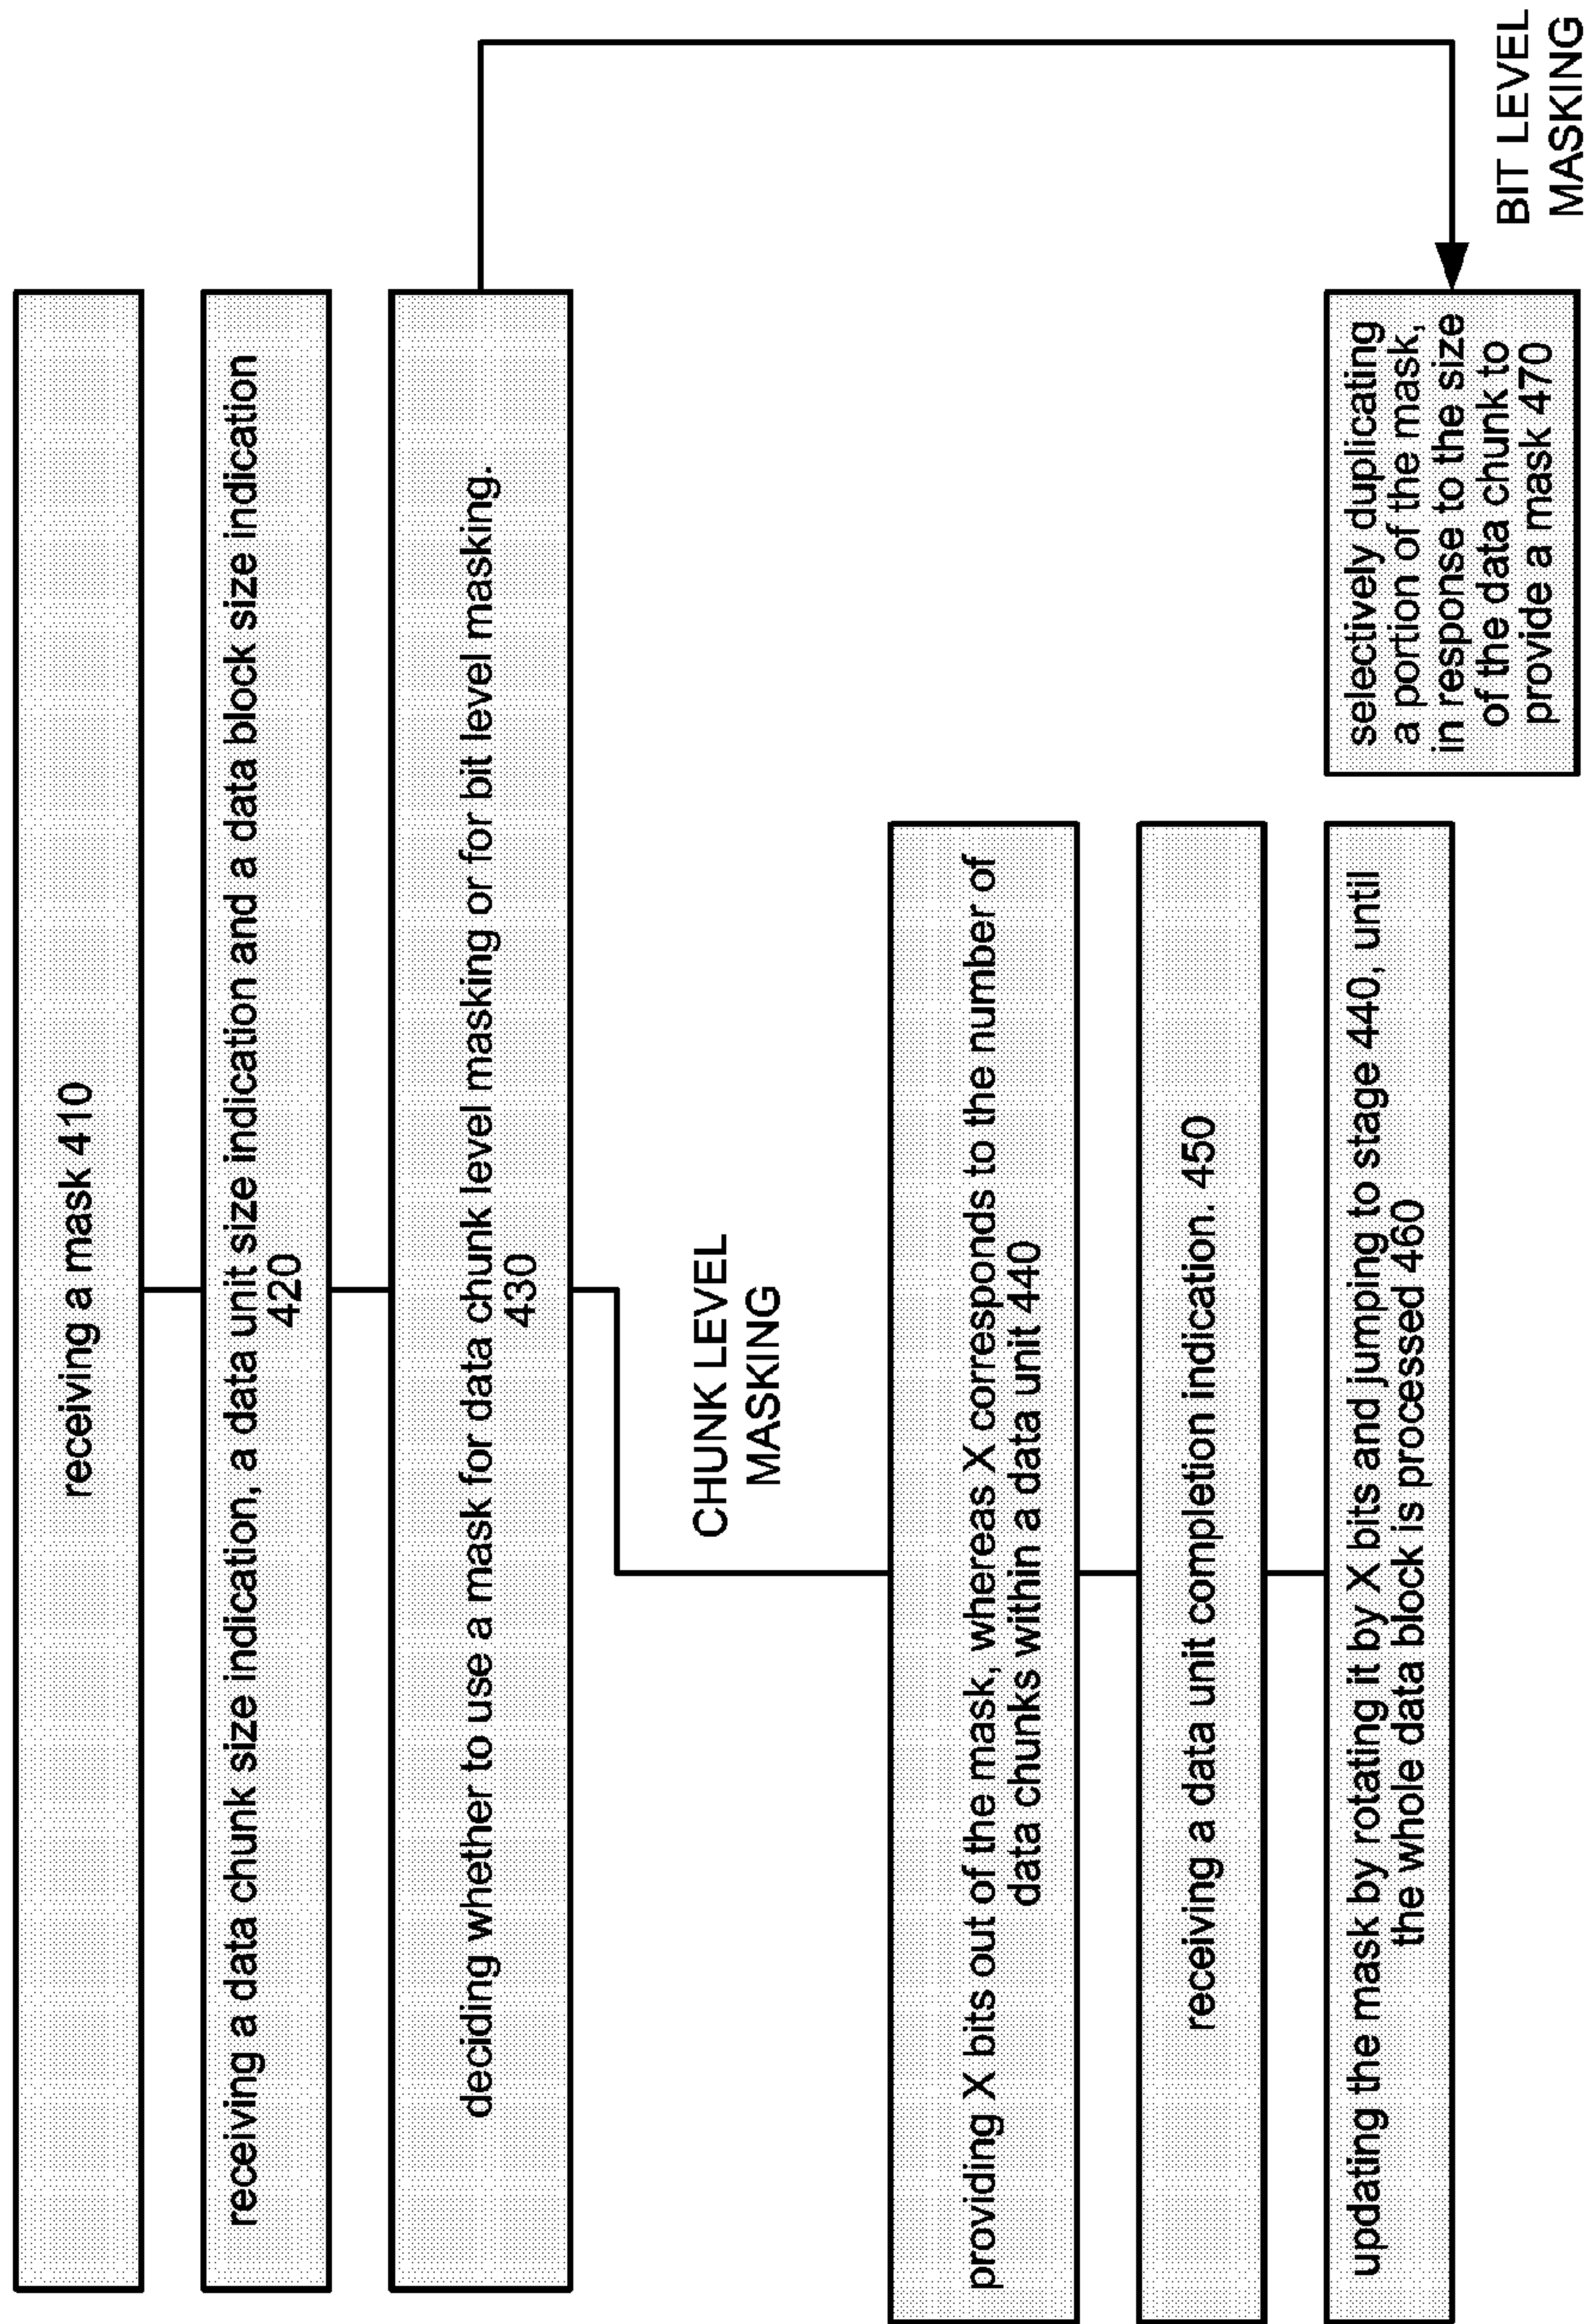 receiving a mask 410
receiving a data chunk size indication, a data unit size indication and a data block size indication
420
deciding whether to use a mask for data chunk level masking or for bit level masking.
430
CHUNK LEVEL
MASKING
providing X bits out of the mask, whereas X corresponds to the number of
data chunks within a data unit 440
receiving a data unit completion indication. 450
updating the mask by rotating it by X bits and jumping to stage 440, until
the whole data block is processed 460
selectively duplicating
a portion of the mask,
in response to the size
of the data chunk to
provide a mask 470
BIT LEVEL
MASKING